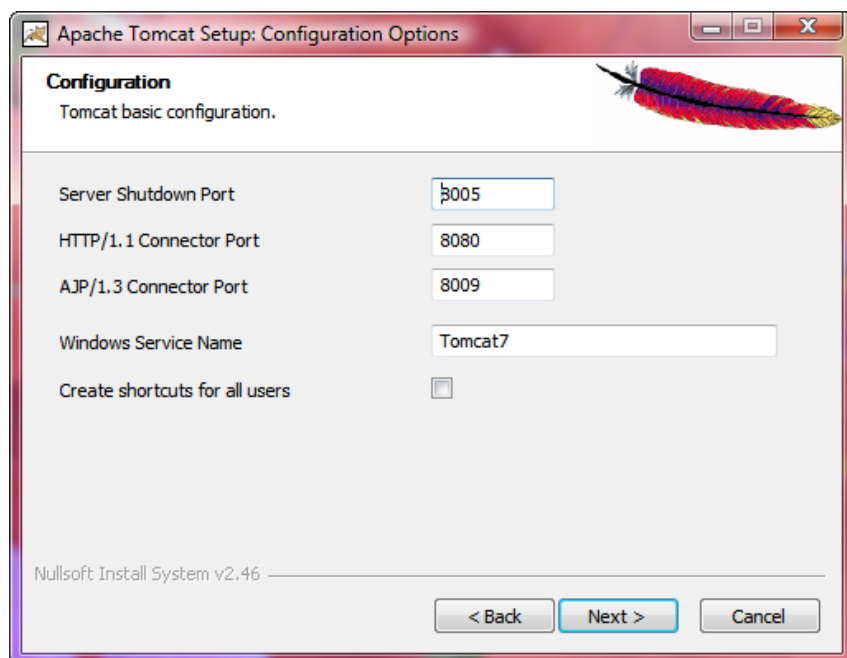 Apache Tomcat Setup: Configuration Options
Configuration
Tomcat basic configuration.
Server Shutdown Port 8005
HTTP/1.1 Connector Port 8080
AJP/1.3 Connector Port 8009
Windows Service Name Tomcat7
Create shortcuts for all users
Nullsoft Install System v2.46
< Back Next > Cancel